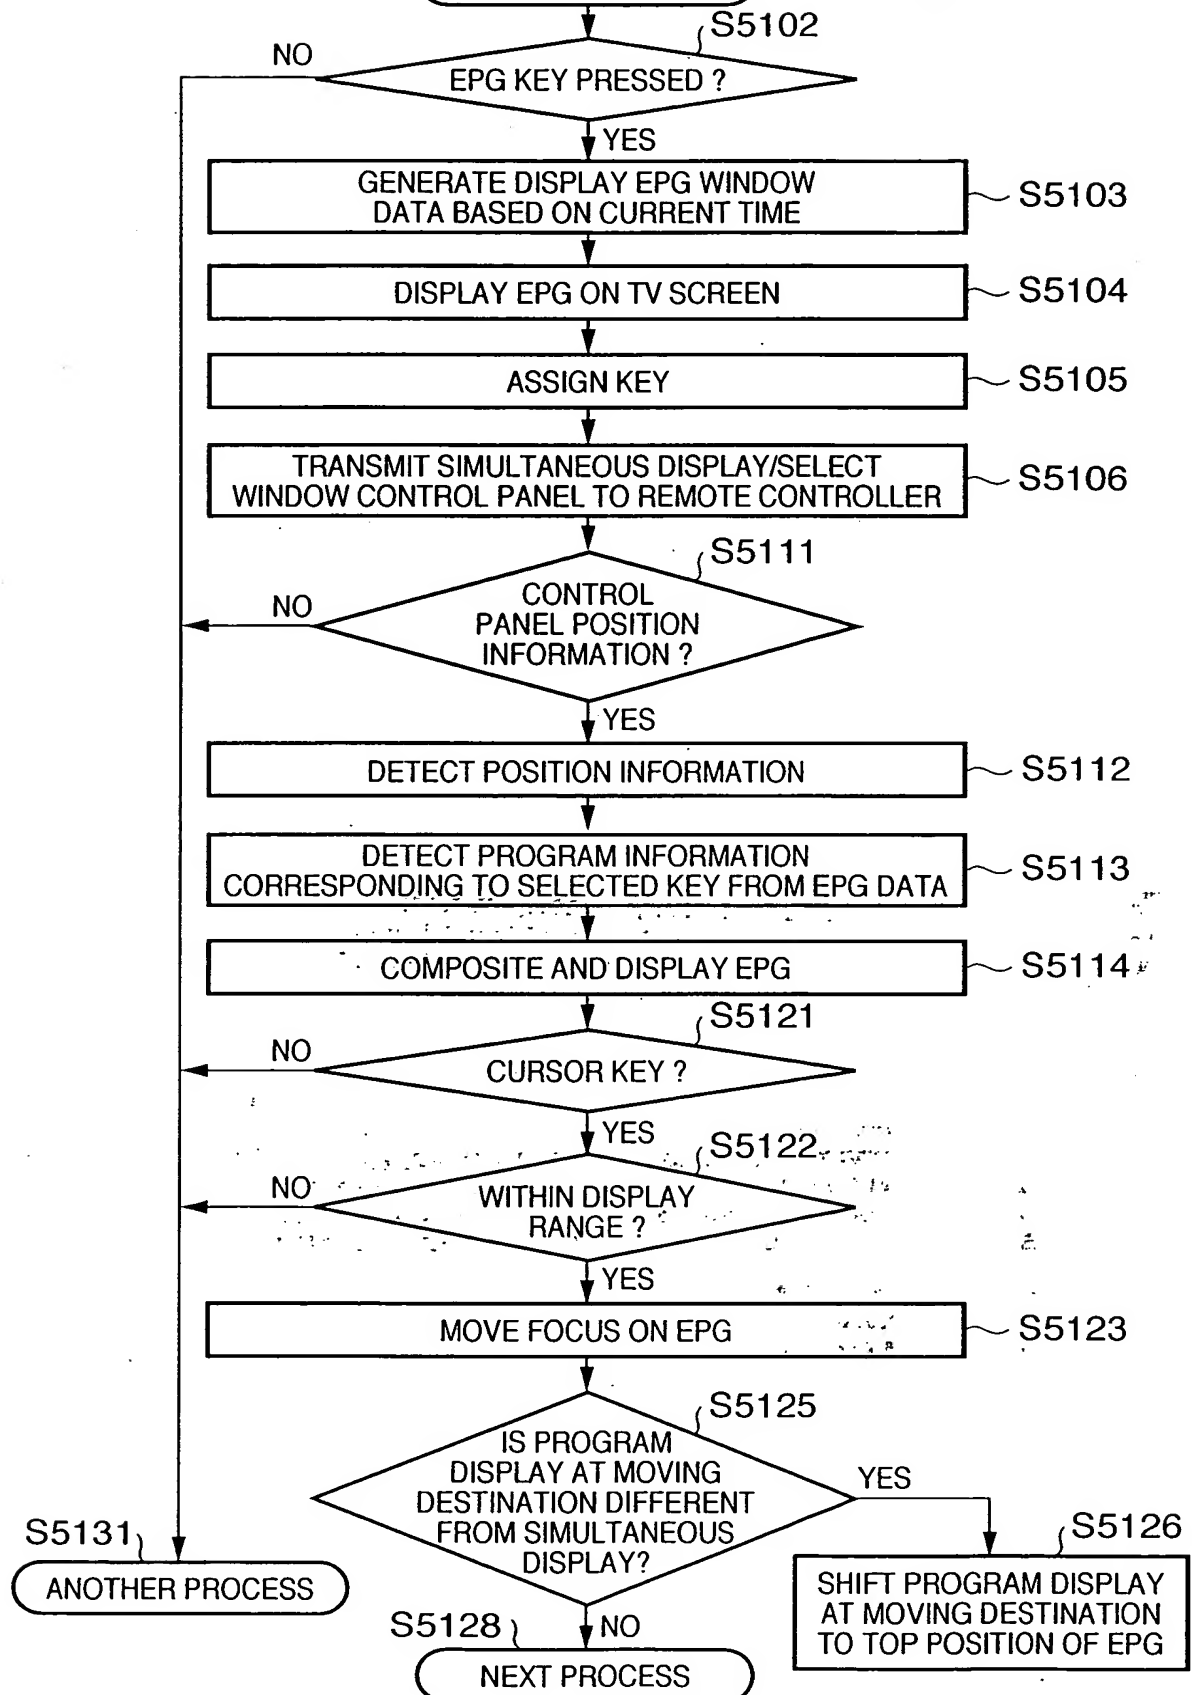 S5102
NO
EPG KEY PRESSED ?
YES
GENERATE DISPLAY EPG WINDOW
DATA BASED ON CURRENT TIME
S5103
DISPLAY EPG ON TV SCREEN
S5104
ASSIGN KEY
S5105
TRANSMIT SIMULTANEOUS DISPLAY/SELECT
WINDOW CONTROL PANEL TO REMOTE CONTROLLER
S5106
S5111
NO
CONTROL
PANEL POSITION
INFORMATION ?
YES
DETECT POSITION INFORMATION
S5112
DETECT PROGRAM INFORMATION
CORRESPONDING TO SELECTED KEY FROM EPG DATA
S5113
COMPOSITE AND DISPLAY EPG
S5114
S5121
NO
CURSOR KEY ?
YES
S5122
NO
WITHIN DISPLAY
RANGE ?
YES
MOVE FOCUS ON EPG
S5123
S5125
IS PROGRAM
DISPLAY AT MOVING
DESTINATION DIFFERENT
FROM SIMULTANEOUS
DISPLAY?
YES
S5126
SHIFT PROGRAM DISPLAY
AT MOVING DESTINATION
TO TOP POSITION OF EPG
S5131
ANOTHER PROCESS
NO
S5128
NEXT PROCESS